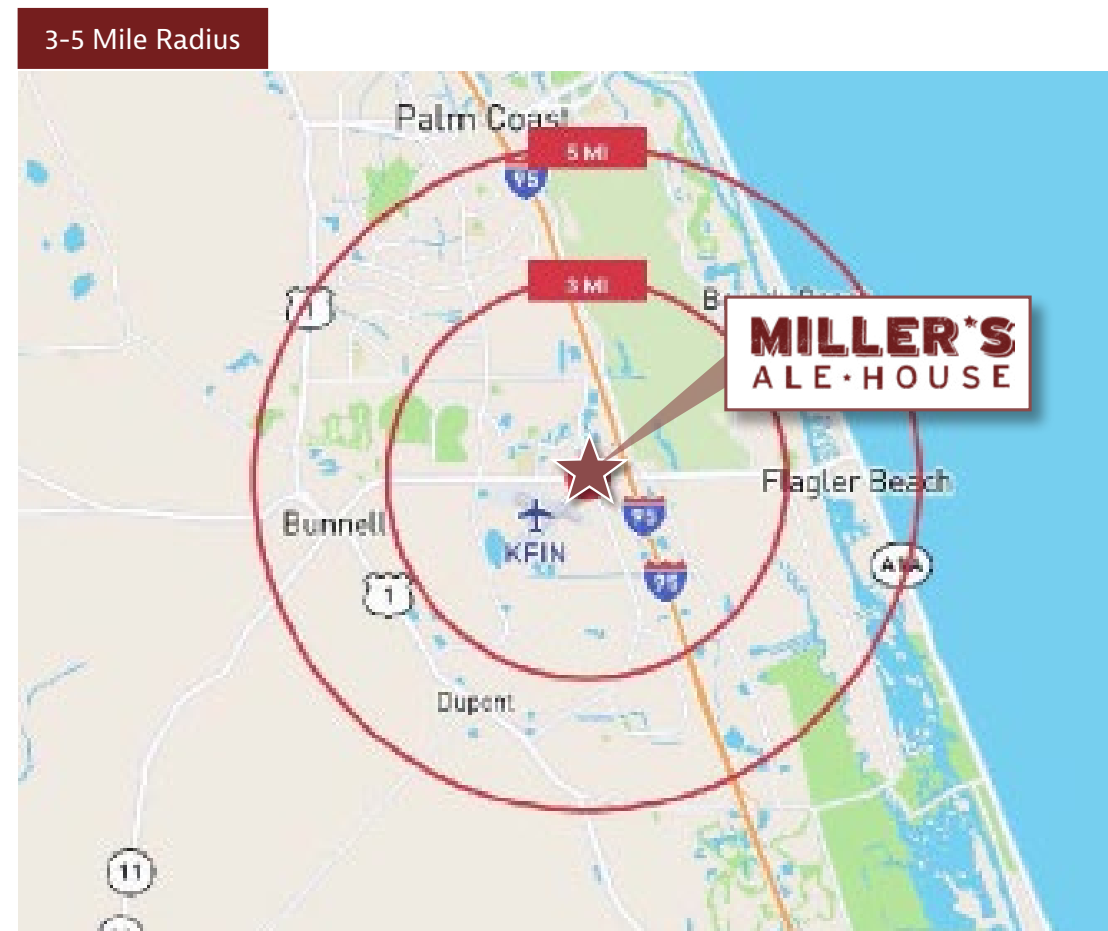 3-5 Mile Radius
Palm Coast
5 MI
95
3 MI
1
MILLER'S
ALE·HOUSE
Flagler Beach
Bunnell
95
KFIN
A1A
95
1
Dupont
11